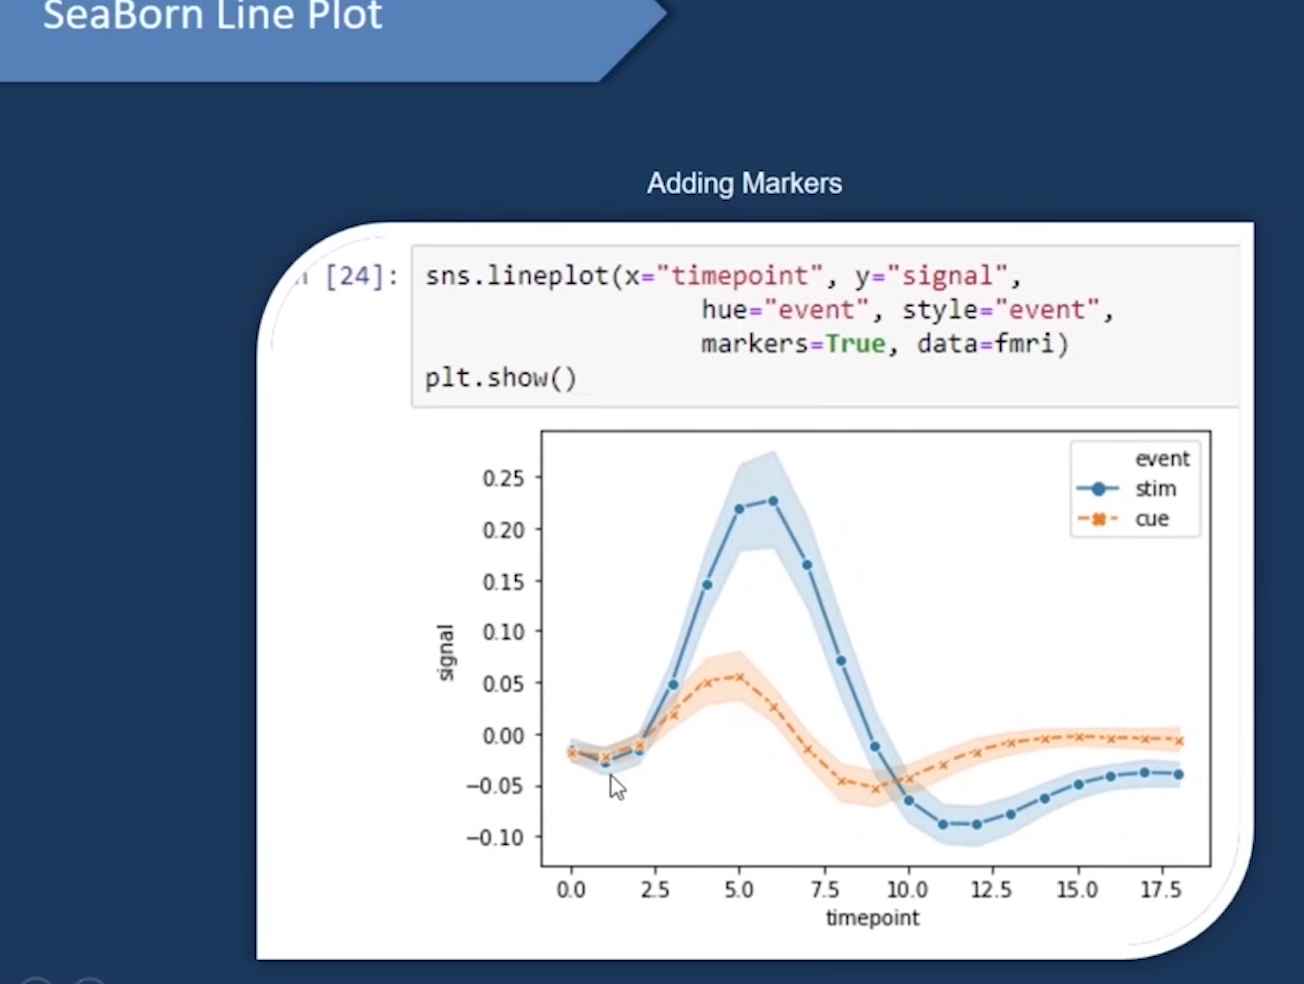 SeaBorn Line Plot
Adding Markers
[24]:
sns.lineplot(x="timepoint", y="signal",
hue="event", style="event",
markers=True, data=fmri)
plt.show()
event
stim
cue
0.25
0.20
0.15
0.10
0.05
0.00
−0.05
−0.10
signal
0.0 2.5 5.0 7.5 10.0 12.5 15.0 17.5
timepoint